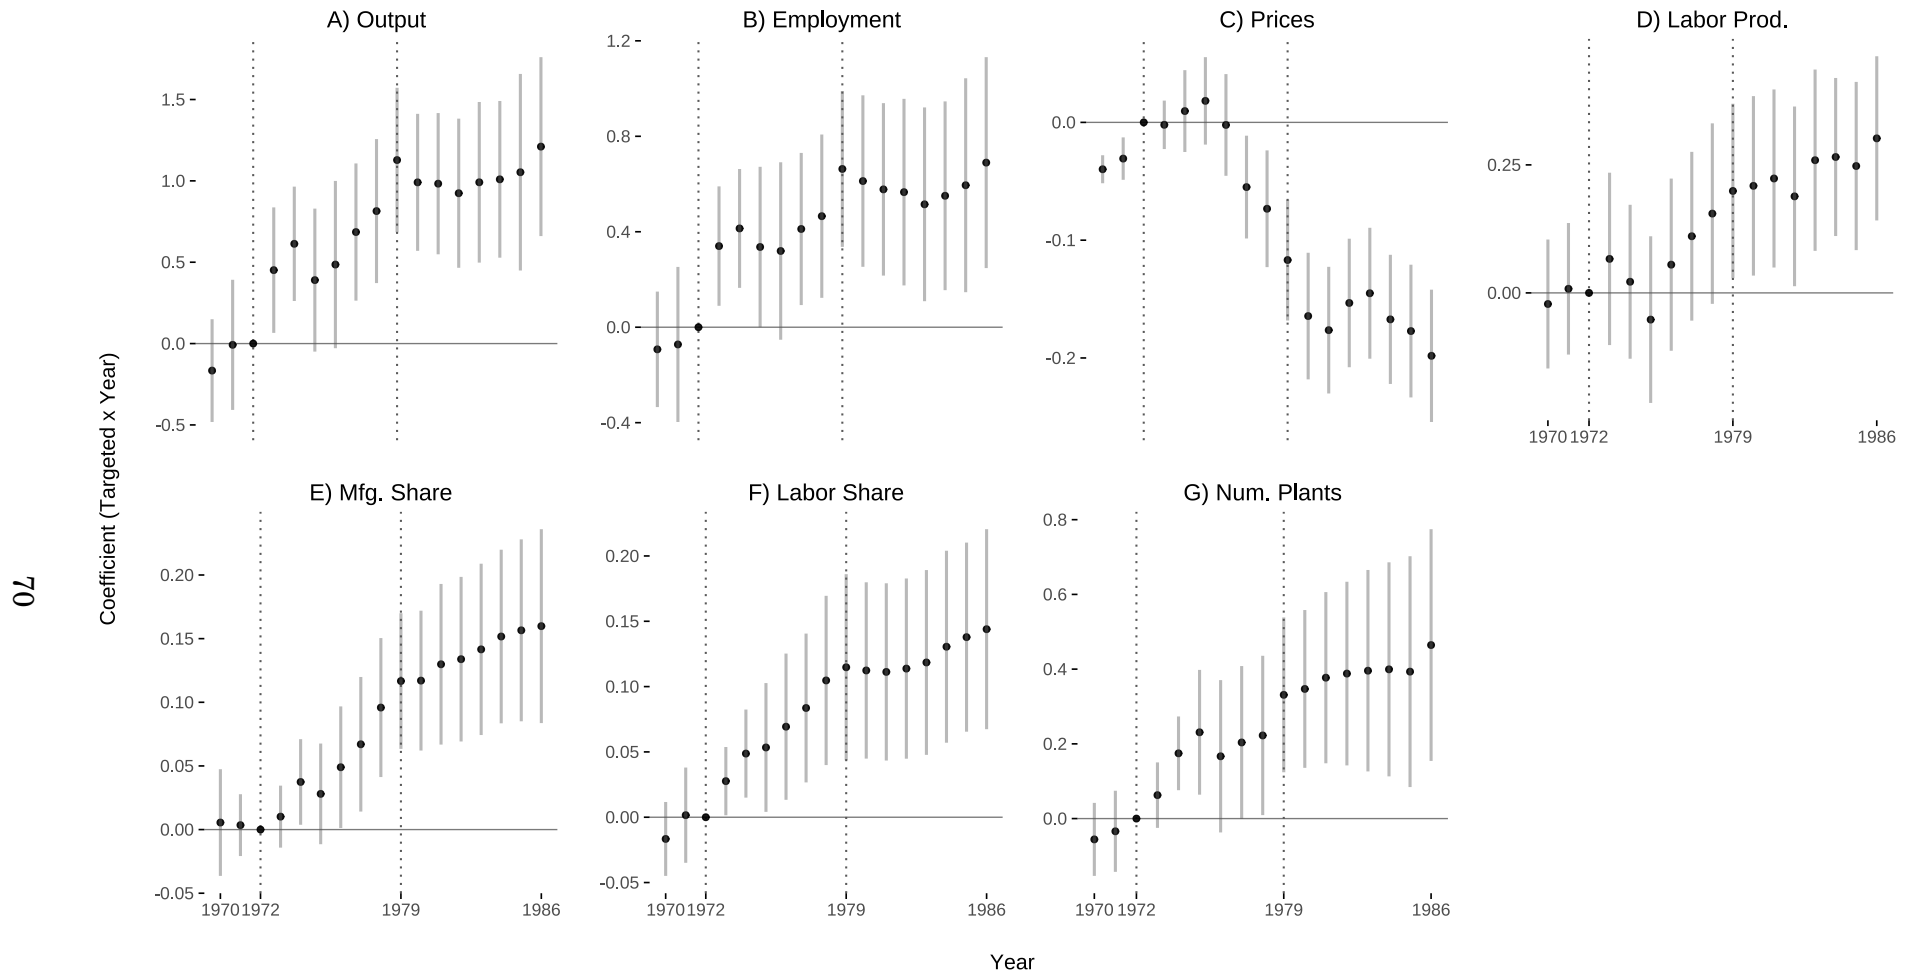 A) Output
B) Employment
C) Prices
D) Labor Prod.
1.5
1.0
0.5
0.0
-0.5
1.2
0.8
0.4
0.0
-0.4
0.0
-0.1
-0.2
0.25
0.00
1970 1972 1979 1986
E) Mfg. Share
F) Labor Share
G) Num. Plants
0.20
0.15
0.10
0.05
0.00
-0.05
1970 1972 1979 1986
0.20
0.15
0.10
0.05
0.00
-0.05
1970 1972 1979 1986
0.8
0.6
0.4
0.2
0.0
1970 1972 1979 1986
Coefficient (Targeted x Year)
Year
70